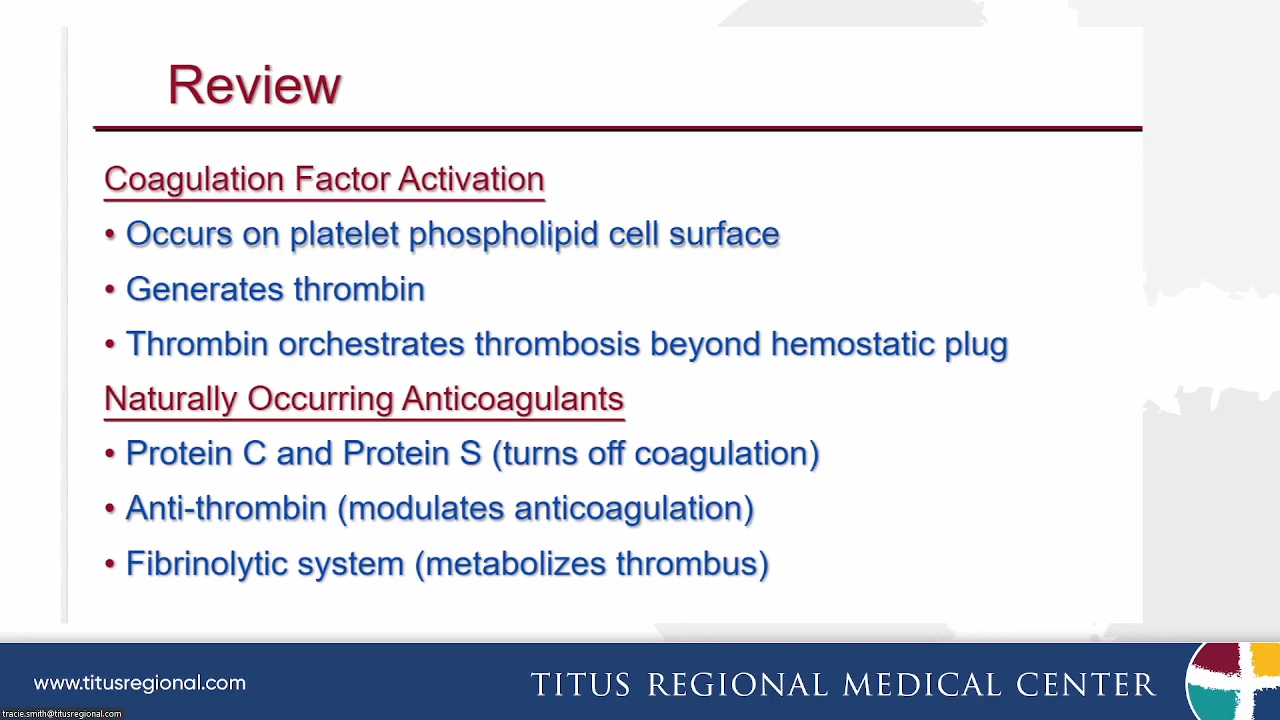 Review
Coagulation Factor Activation
• Occurs on platelet phospholipid cell surface
• Generates thrombin
• Thrombin orchestrates thrombosis beyond hemostatic plug
Naturally Occurring Anticoagulants
• Protein C and Protein S (turns off coagulation)
• Anti-thrombin (modulates anticoagulation)
• Fibrinolytic system (metabolizes thrombus)
www.titusregional.com
TITUS REGIONAL MEDICAL CENTER
tracie.smith@titusregional.com